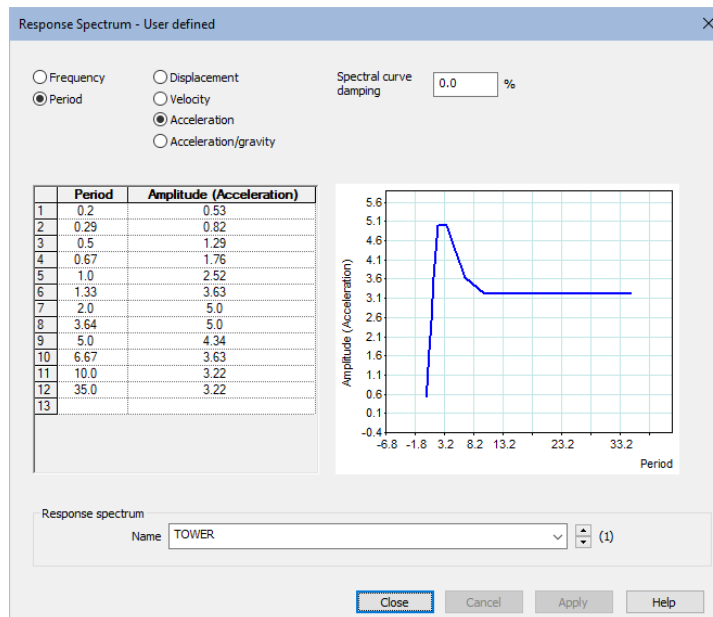 Response Spectrum - User defined
Frequency
Displacement
Spectral curve damping
0.0
%
Period
Velocity
Acceleration
Acceleration/gravity
Period Amplitude (Acceleration)
1 0.2 0.53
2 0.29 0.82
3 0.5 1.29
4 0.67 1.76
5 1.0 2.52
6 1.33 3.63
7 2.0 5.0
8 3.64 5.0
9 5.0 4.34
10 6.67 3.63
11 10.0 3.22
12 35.0 3.22
13
Amplitude (Acceleration)
5.6
5.1
4.6
4.1
3.6
3.1
2.6
2.1
1.6
1.1
0.6
0.1
-0.4
-6.8 -1.8 3.2 8.2 13.2 23.2 33.2
Period
Response spectrum
Name TOWER (1)
Close Cancel Apply Help